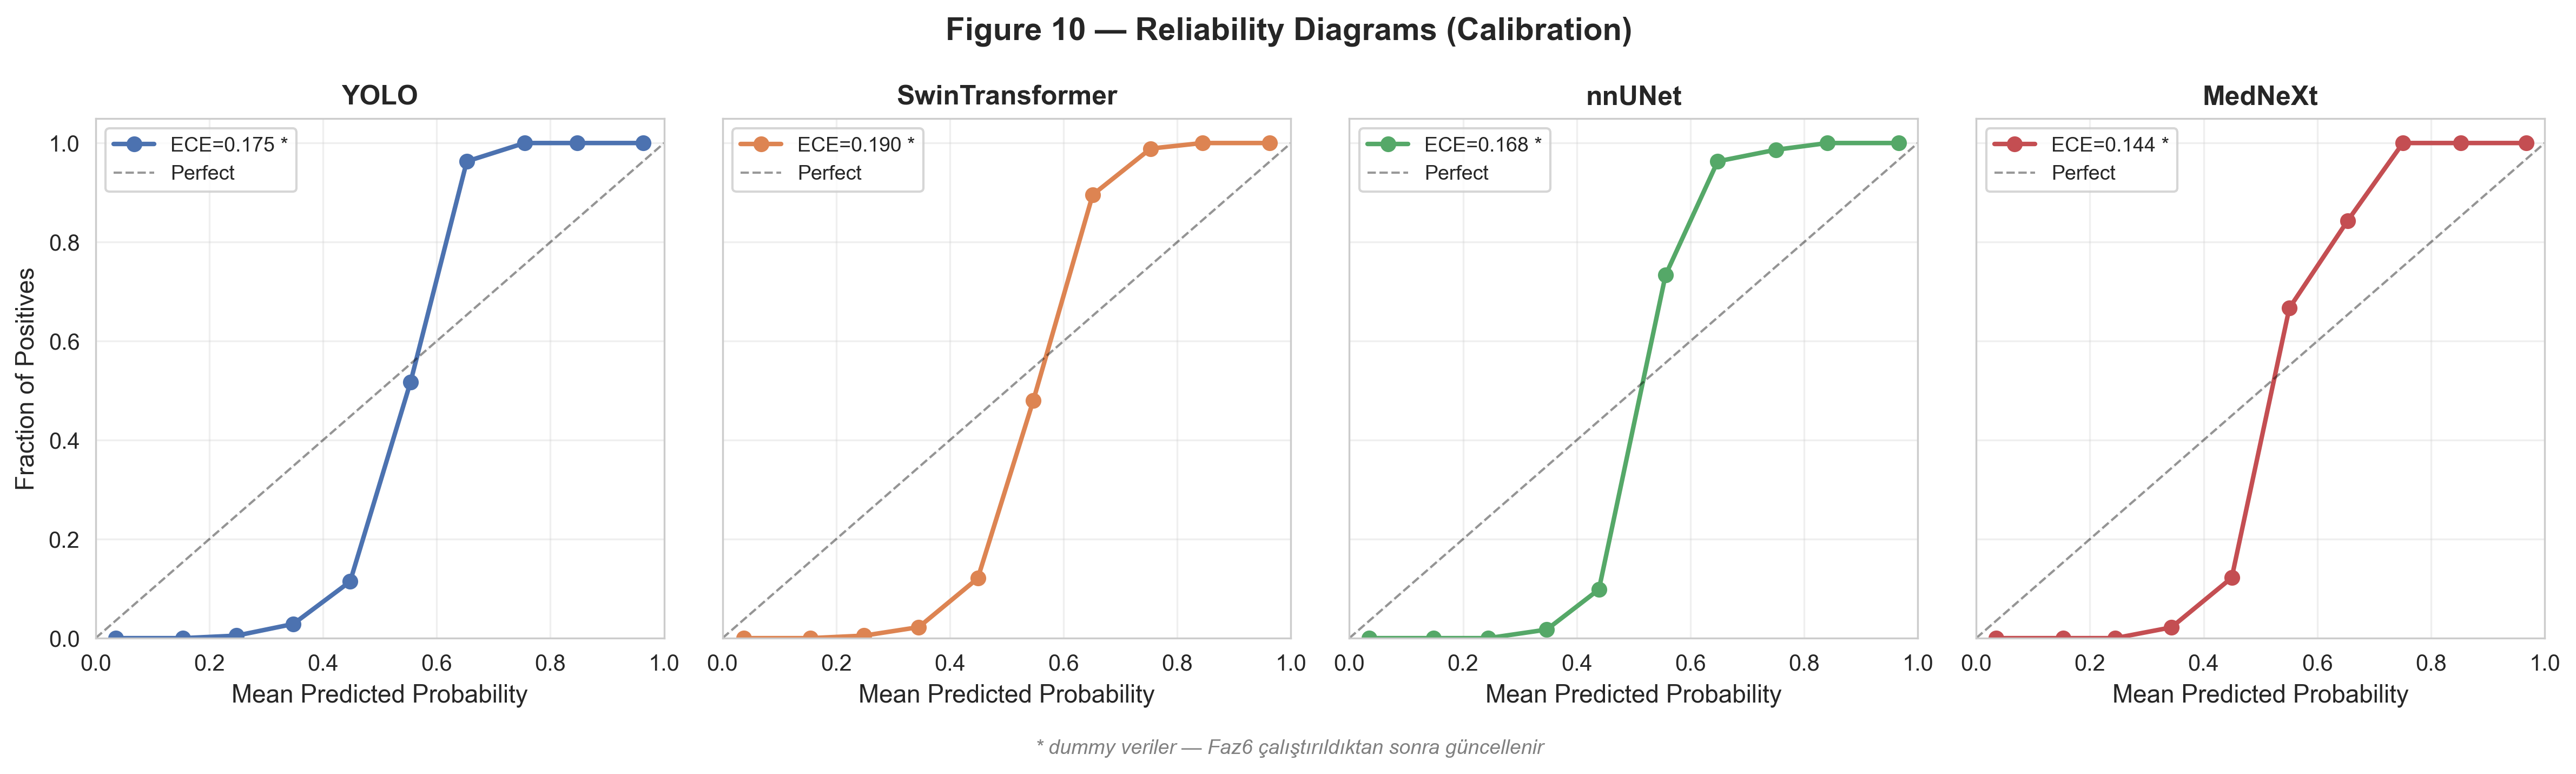 Figure 10 — Reliability Diagrams (Calibration)
YOLO
ECE=0.175 *
Perfect
1.0
0.8
0.6
0.4
0.2
0.0
Fraction of Positives
0.0 0.2 0.4 0.6 0.8 1.0
Mean Predicted Probability
SwinTransformer
ECE=0.190 *
Perfect
0.0 0.2 0.4 0.6 0.8 1.0
Mean Predicted Probability
nnUNet
ECE=0.168 *
Perfect
0.0 0.2 0.4 0.6 0.8 1.0
Mean Predicted Probability
MedNeXt
ECE=0.144 *
Perfect
0.0 0.2 0.4 0.6 0.8 1.0
Mean Predicted Probability
* dummy veriler — Faz6 çalıştırıldıktan sonra güncellenir